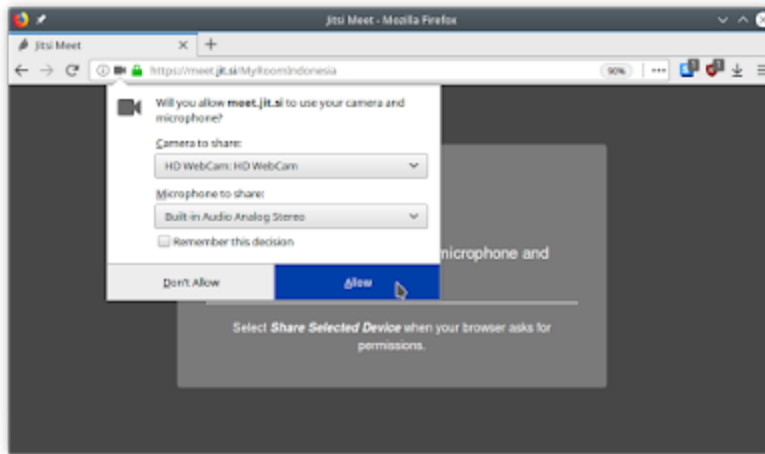 Jitsi Meet - Mozilla Firefox
Jitsi Meet
https://meet.jit.si/MyRoomIndonesia
90%
Will you allow meet.jit.si to use your camera and
microphone?
Camera to share:
HD WebCam: HD WebCam
Microphone to share:
Built-in Audio Analog Stereo
Remember this decision
Don't Allow
Allow
microphone and
Select Share Selected Device when your browser asks for
permissions.